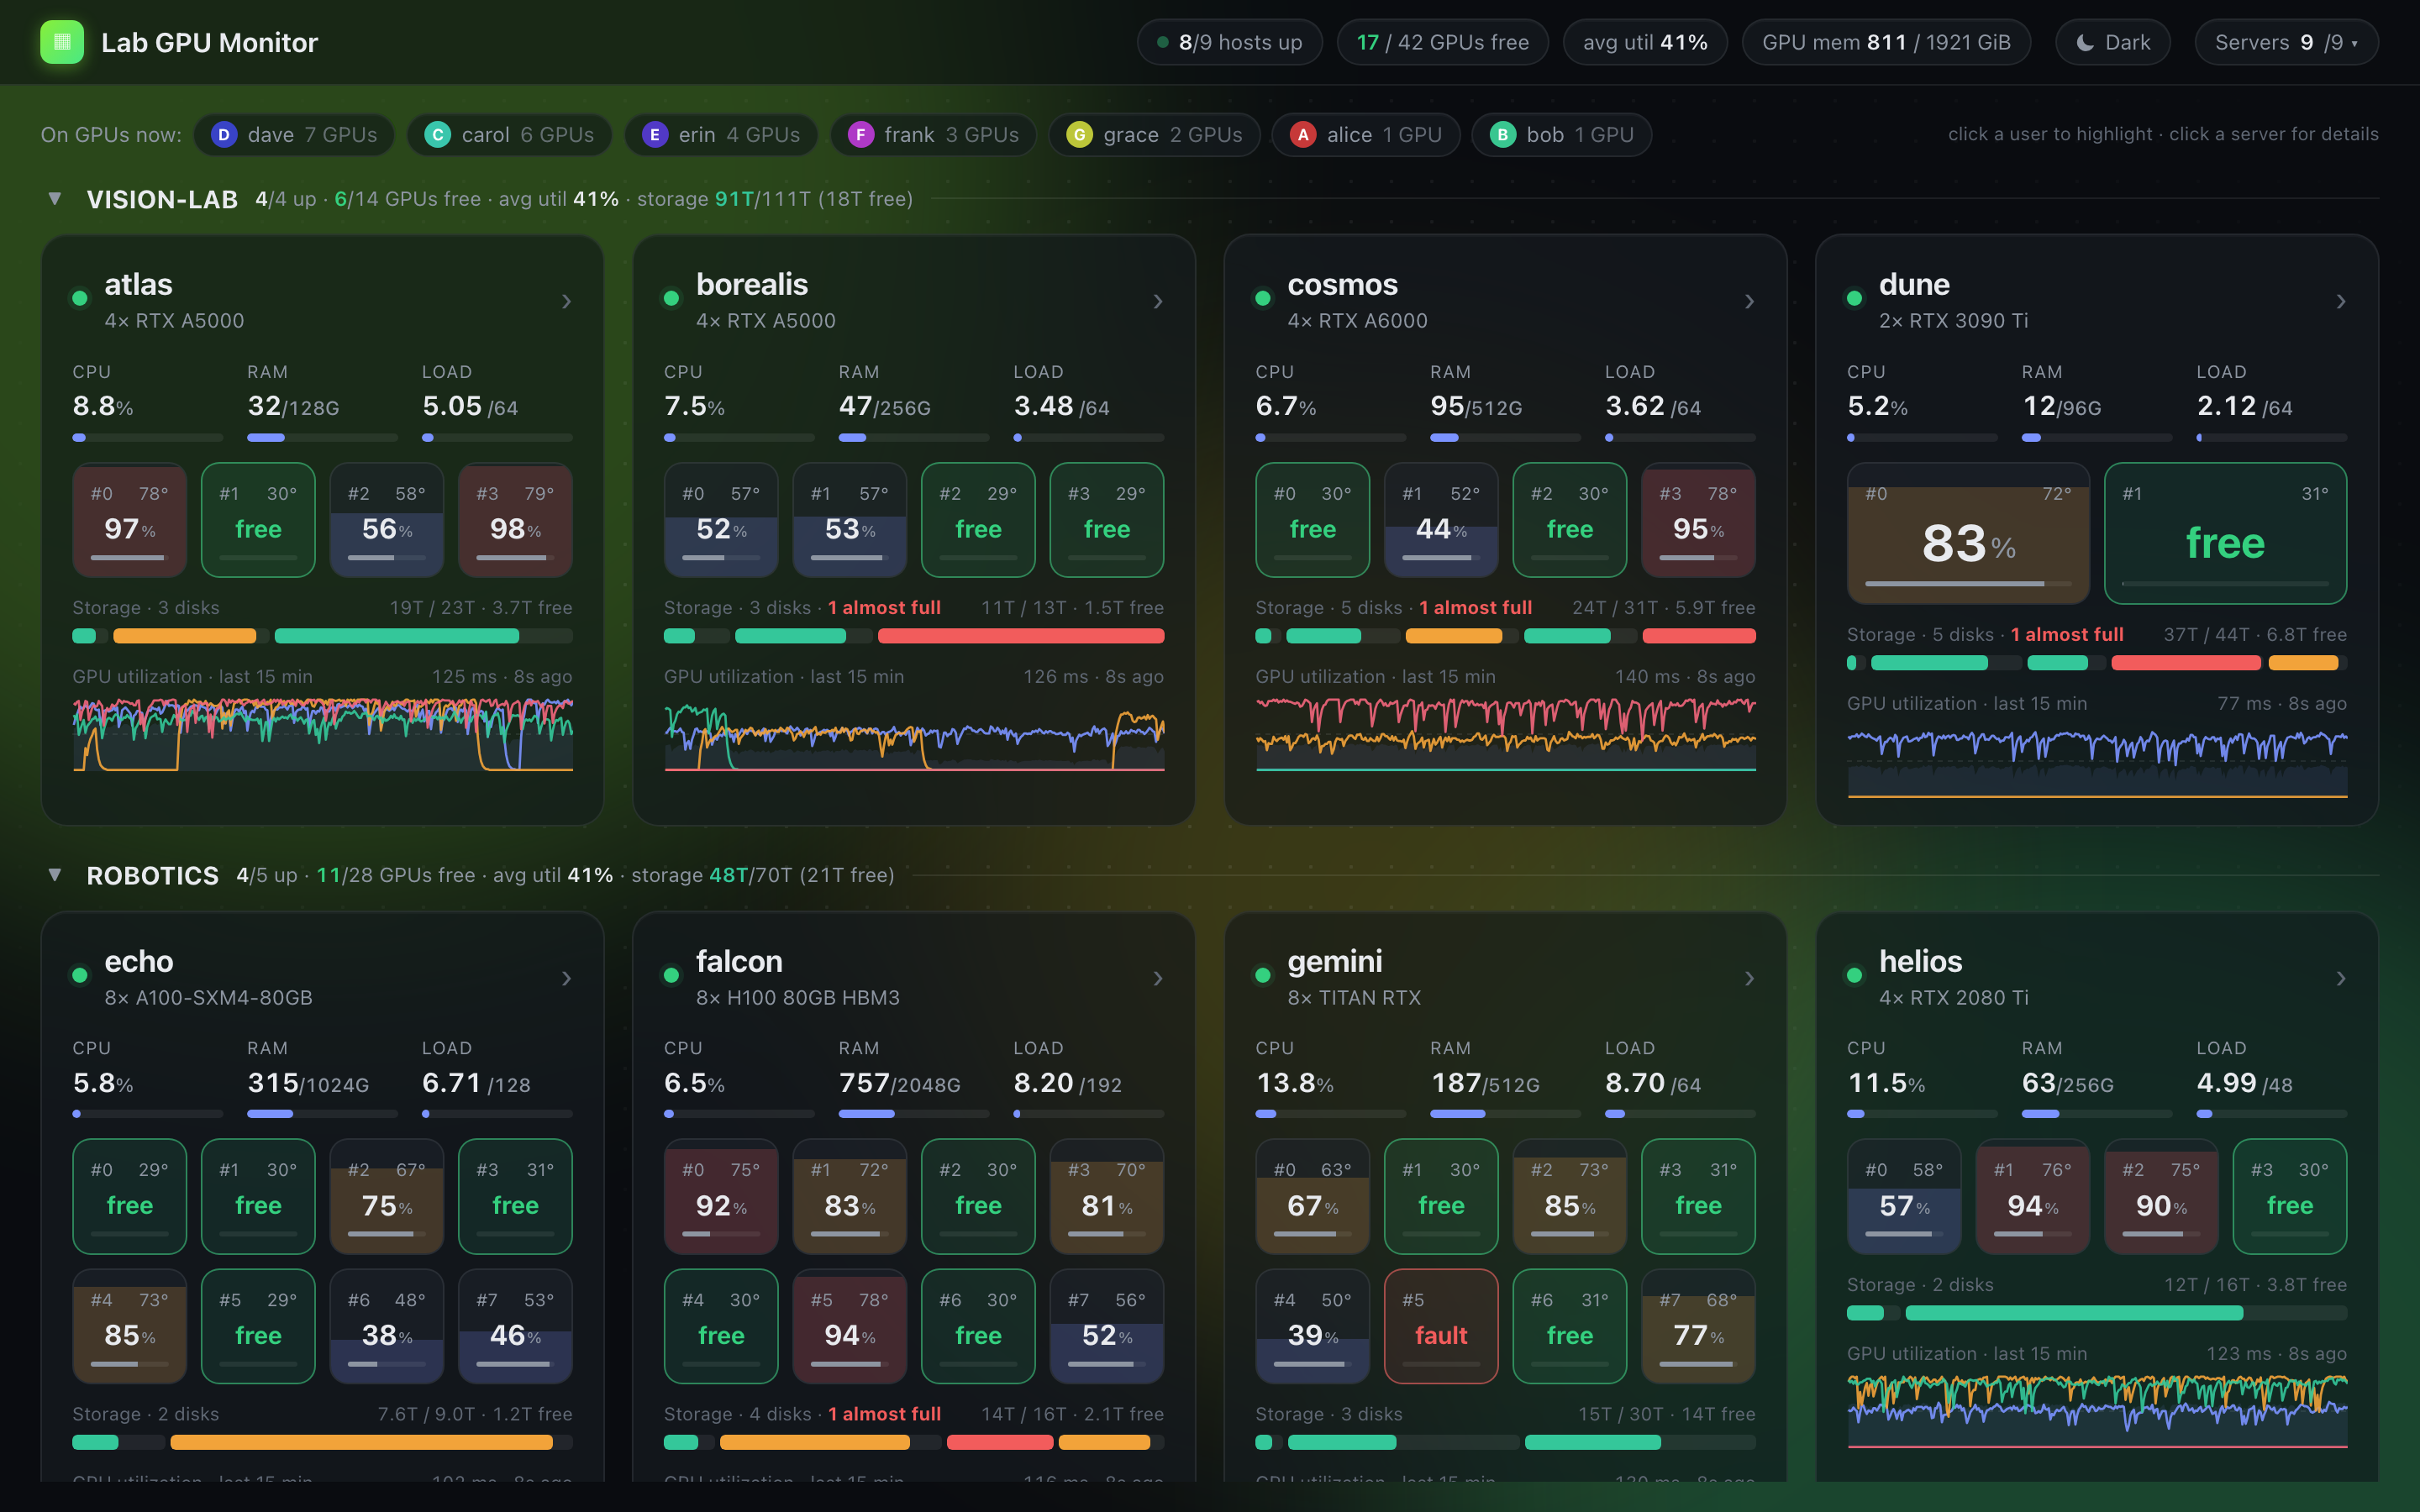 Lab GPU Monitor
8/9 hosts up
17 / 42 GPUs free
avg util 41%
GPU mem 811 / 1921 GiB
Dark
Servers 9 /9 ▾
On GPUs now:
D dave 7 GPUs
C carol 6 GPUs
E erin 4 GPUs
F frank 3 GPUs
G grace 2 GPUs
A alice 1 GPU
B bob 1 GPU
click a user to highlight · click a server for details
▼ VISION-LAB 4/4 up · 6/14 GPUs free · avg util 41% · storage 91T/111T (18T free)
atlas ›
4× RTX A5000
CPU RAM LOAD
8.8% 32/128G 5.05 /64
#0 78° #1 30° #2 58° #3 79°
97% free 56% 98%
Storage · 3 disks 19T / 23T · 3.7T free
GPU utilization · last 15 min 125 ms · 8s ago
borealis ›
4× RTX A5000
CPU RAM LOAD
7.5% 47/256G 3.48 /64
#0 57° #1 57° #2 29° #3 29°
52% 53% free free
Storage · 3 disks · 1 almost full 11T / 13T · 1.5T free
GPU utilization · last 15 min 126 ms · 8s ago
cosmos ›
4× RTX A6000
CPU RAM LOAD
6.7% 95/512G 3.62 /64
#0 30° #1 52° #2 30° #3 78°
free 44% free 95%
Storage · 5 disks · 1 almost full 24T / 31T · 5.9T free
GPU utilization · last 15 min 140 ms · 8s ago
dune ›
2× RTX 3090 Ti
CPU RAM LOAD
5.2% 12/96G 2.12 /64
#0 72° #1 31°
83% free
Storage · 5 disks · 1 almost full 37T / 44T · 6.8T free
GPU utilization · last 15 min 77 ms · 8s ago
▼ ROBOTICS 4/5 up · 11/28 GPUs free · avg util 41% · storage 48T/70T (21T free)
echo ›
8× A100-SXM4-80GB
CPU RAM LOAD
5.8% 315/1024G 6.71 /128
#0 29° #1 30° #2 67° #3 31°
free free 75% free
#4 73° #5 29° #6 48° #7 53°
85% free 38% 46%
Storage · 2 disks 7.6T / 9.0T · 1.2T free
GPU utilization · last 15 min
falcon ›
8× H100 80GB HBM3
CPU RAM LOAD
6.5% 757/2048G 8.20 /192
#0 75° #1 72° #2 30° #3 70°
92% 83% free 81%
#4 30° #5 78° #6 30° #7 56°
free 94% free 52%
Storage · 4 disks · 1 almost full 14T / 16T · 2.1T free
GPU utilization · last 15 min
gemini ›
8× TITAN RTX
CPU RAM LOAD
13.8% 187/512G 8.70 /64
#0 63° #1 30° #2 73° #3 31°
67% free 85% free
#4 50° #5 #6 31° #7 68°
39% fault free 77%
Storage · 3 disks 15T / 30T · 14T free
GPU utilization · last 15 min
helios ›
4× RTX 2080 Ti
CPU RAM LOAD
11.5% 63/256G 4.99 /48
#0 58° #1 76° #2 75° #3 30°
57% 94% 90% free
Storage · 2 disks 12T / 16T · 3.8T free
GPU utilization · last 15 min 123 ms · 8s ago